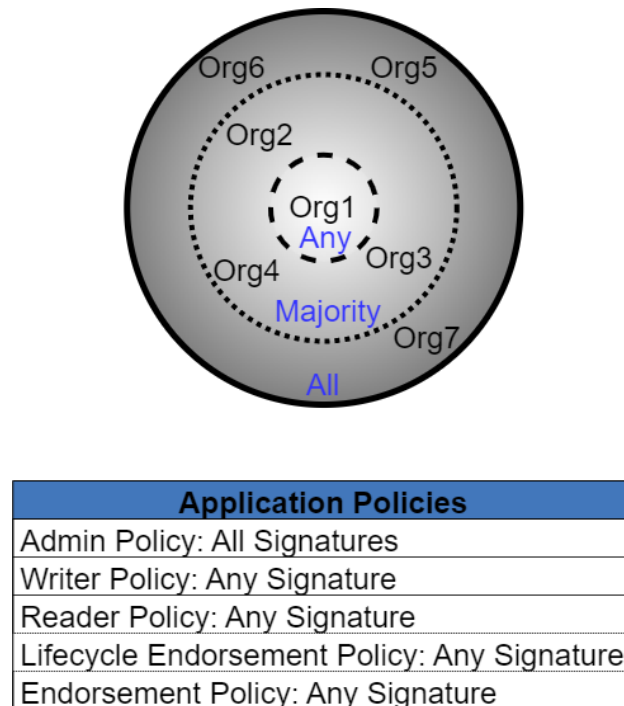 Org6 Org5
Org2
Org1
Any
Org4 Org3
Majority
Org7
All
Application Policies
Admin Policy: All Signatures
Writer Policy: Any Signature
Reader Policy: Any Signature
Lifecycle Endorsement Policy: Any Signature
Endorsement Policy: Any Signature